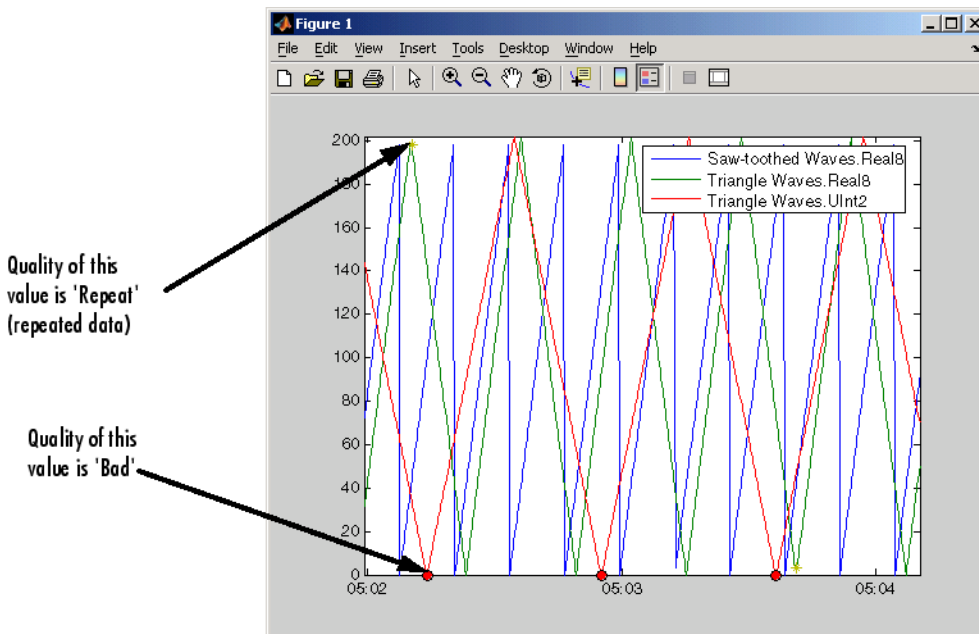 Figure 1
File Edit View Insert Tools Desktop Window Help
200
180
160
140
120
100
80
60
40
20
0
05:02 05:03 05:04
Saw-toothed Waves.Real8
Triangle Waves.Real8
Triangle Waves.UInt2
Quality of this
value is 'Repeat'
(repeated data)
Quality of this
value is 'Bad'